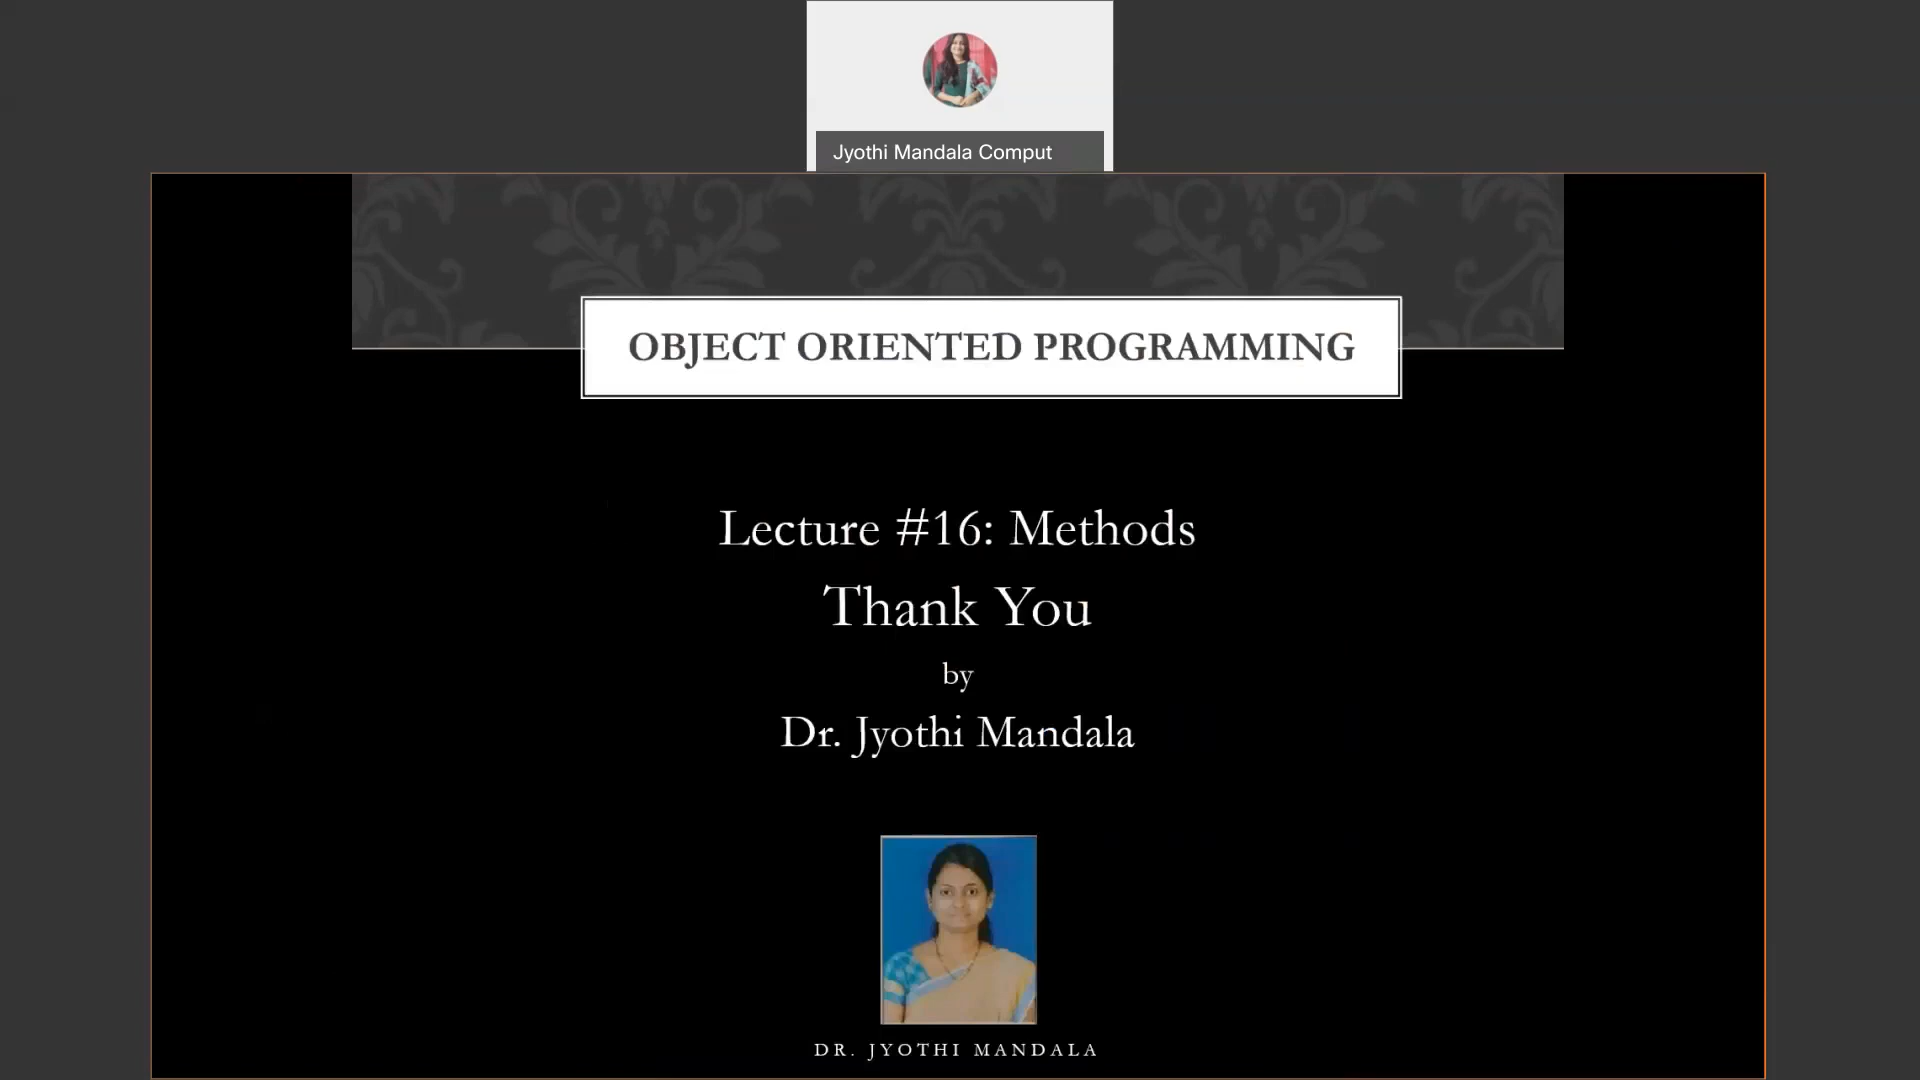 Jyothi Mandala Comput
OBJECT ORIENTED PROGRAMMING
Lecture #16: Methods
Thank You
by
Dr. Jyothi Mandala
DR. JYOTHI MANDALA